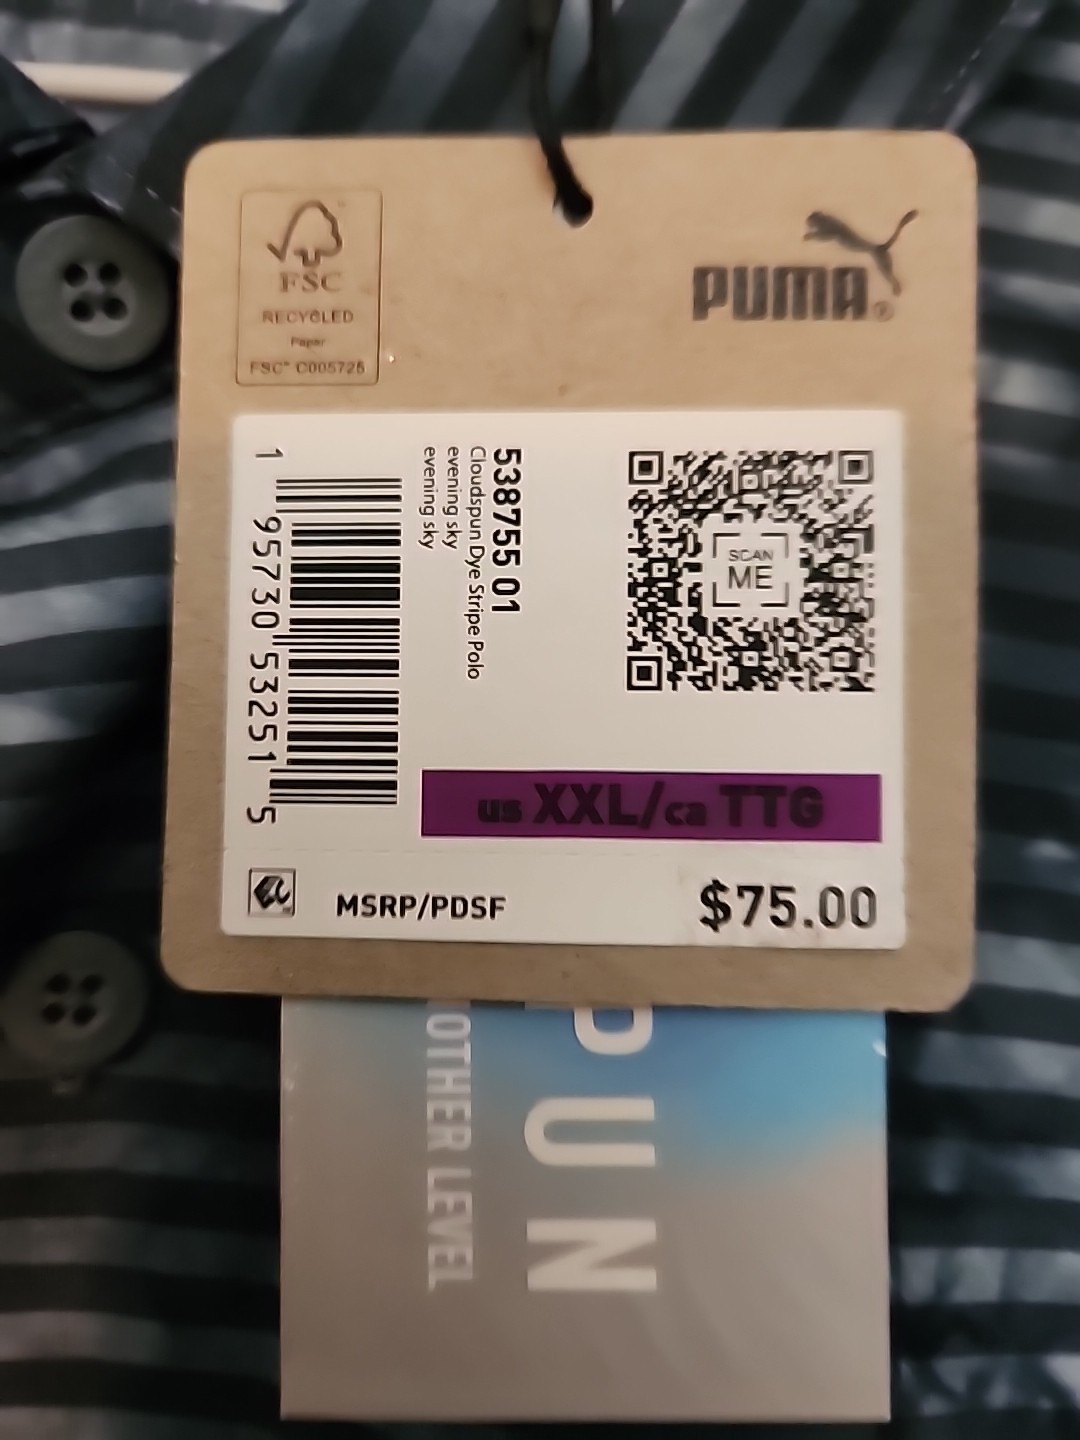 FSC
RECYCLED
Paper
FSC™ C005725
PUMA®
538755 01
Cloudspun Dye Stripe Polo
evening sky
evening sky
1 95730 53251 5
SCAN
ME
us XXL/ca TTG
MSRP/PDSF
$75.00
PUN
OTHER LEVEL